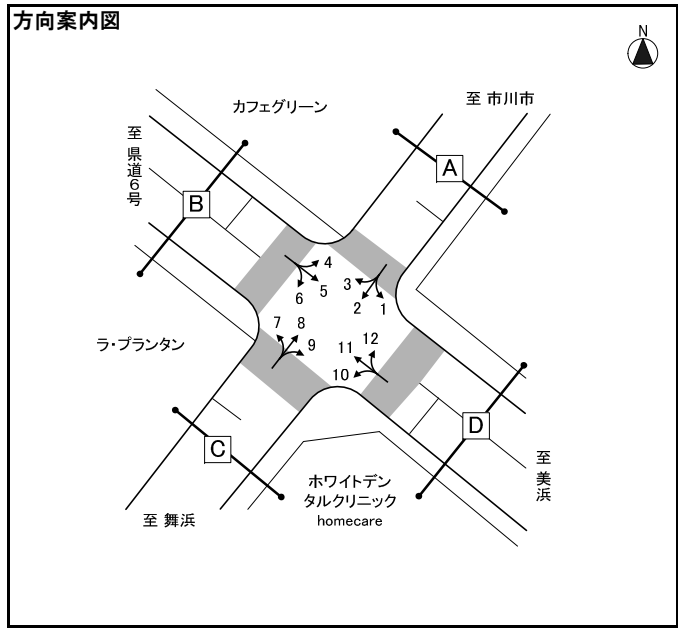 方向案内図
N
至 市川市
カフェグリーン
至 県道6号
A
B
4
3
5
6
2
1
7
8
9
12
11
10
ラ・プランタン
C
D
ホワイトデン
タルクリニック
homecare
至 美浜
至 舞浜